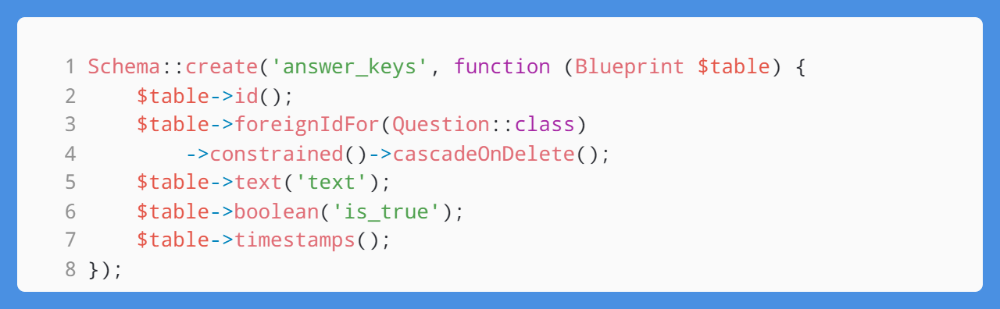 1 Schema::create('answer_keys', function (Blueprint $table) {
2     $table->id();
3     $table->foreignIdFor(Question::class)
4         ->constrained()->cascadeOnDelete();
5     $table->text('text');
6     $table->boolean('is_true');
7     $table->timestamps();
8 });